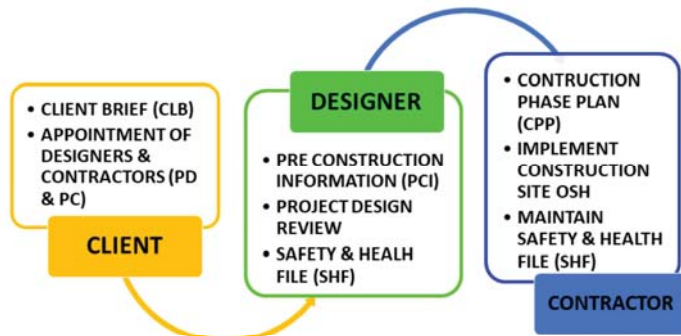 • CLIENT BRIEF (CLB)
• APPOINTMENT OF
DESIGNERS &
CONTRACTORS (PD
& PC)
CLIENT
DESIGNER
• PRE CONSTRUCTION
INFORMATION (PCI)
• PROJECT DESIGN
REVIEW
• SAFETY & HEALH
FILE (SHF)
• CONTRUCTION
PHASE PLAN
(CPP)
• IMPLEMENT
CONSTRUCTION
SITE OSH
• MAINTAIN
SAFETY & HEALTH
FILE (SHF)
CONTRACTOR